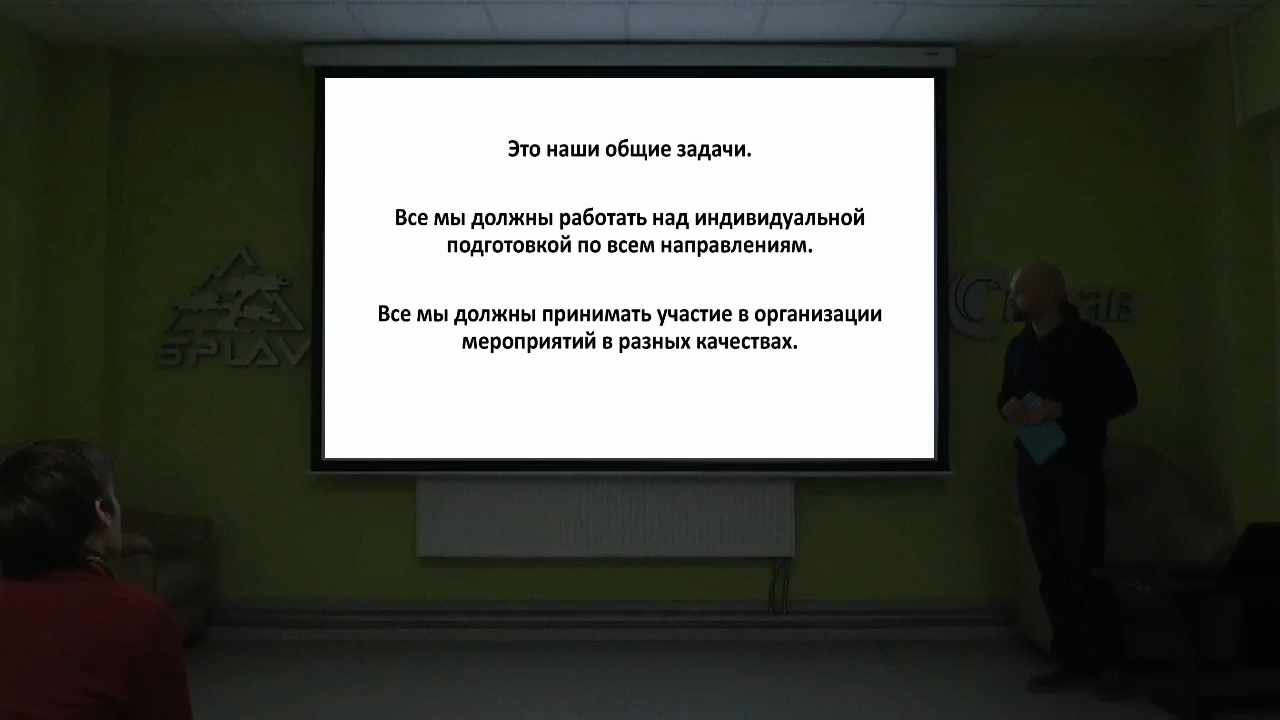 Это наши общие задачи.
Все мы должны работать над индивидуальной
подготовкой по всем направлениям.
Все мы должны принимать участие в организации
мероприятий в разных качествах.
SPLAV